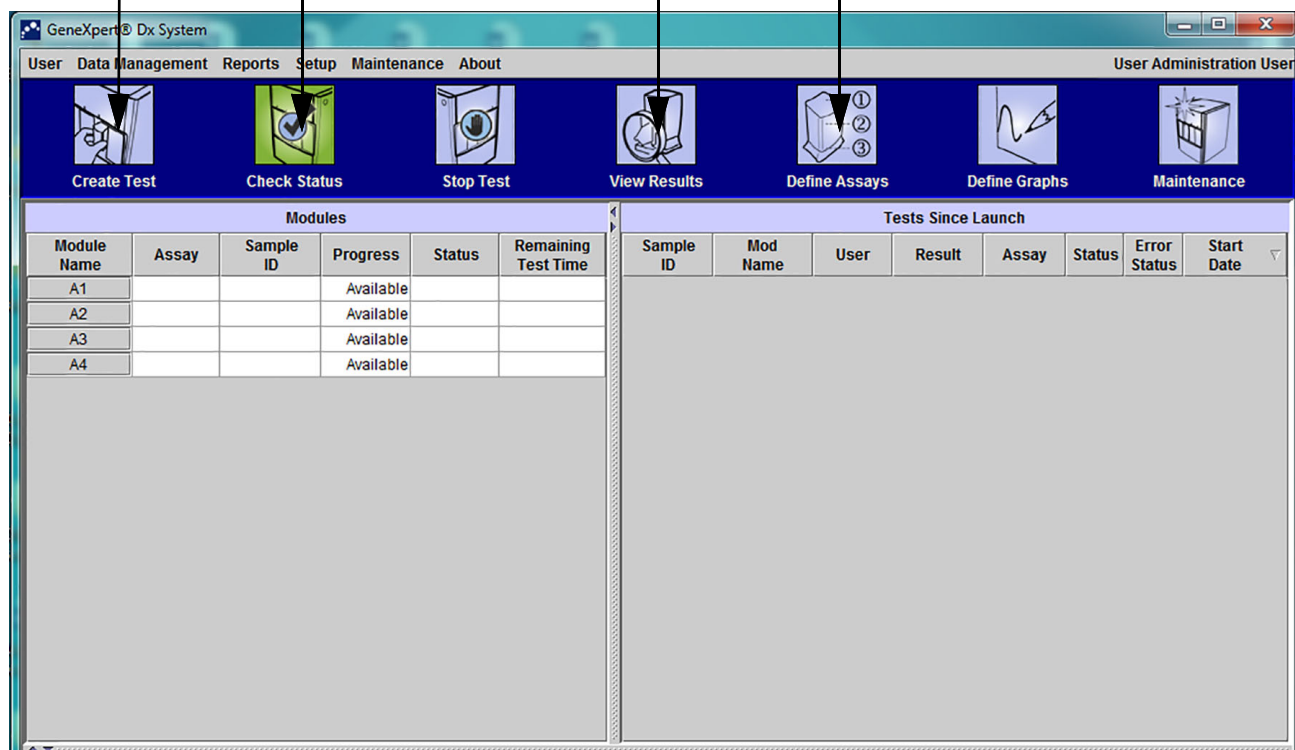 GeneXpert® Dx System
User Data Management Reports Setup Maintenance About User Administration User
① ② ③
Create Test Check Status Stop Test View Results Define Assays Define Graphs Maintenance
Modules
Module Name Assay Sample ID Progress Status Remaining Test Time
A1 Available
A2 Available
A3 Available
A4 Available
Tests Since Launch
Sample ID Mod Name User Result Assay Status Error Status Start Date